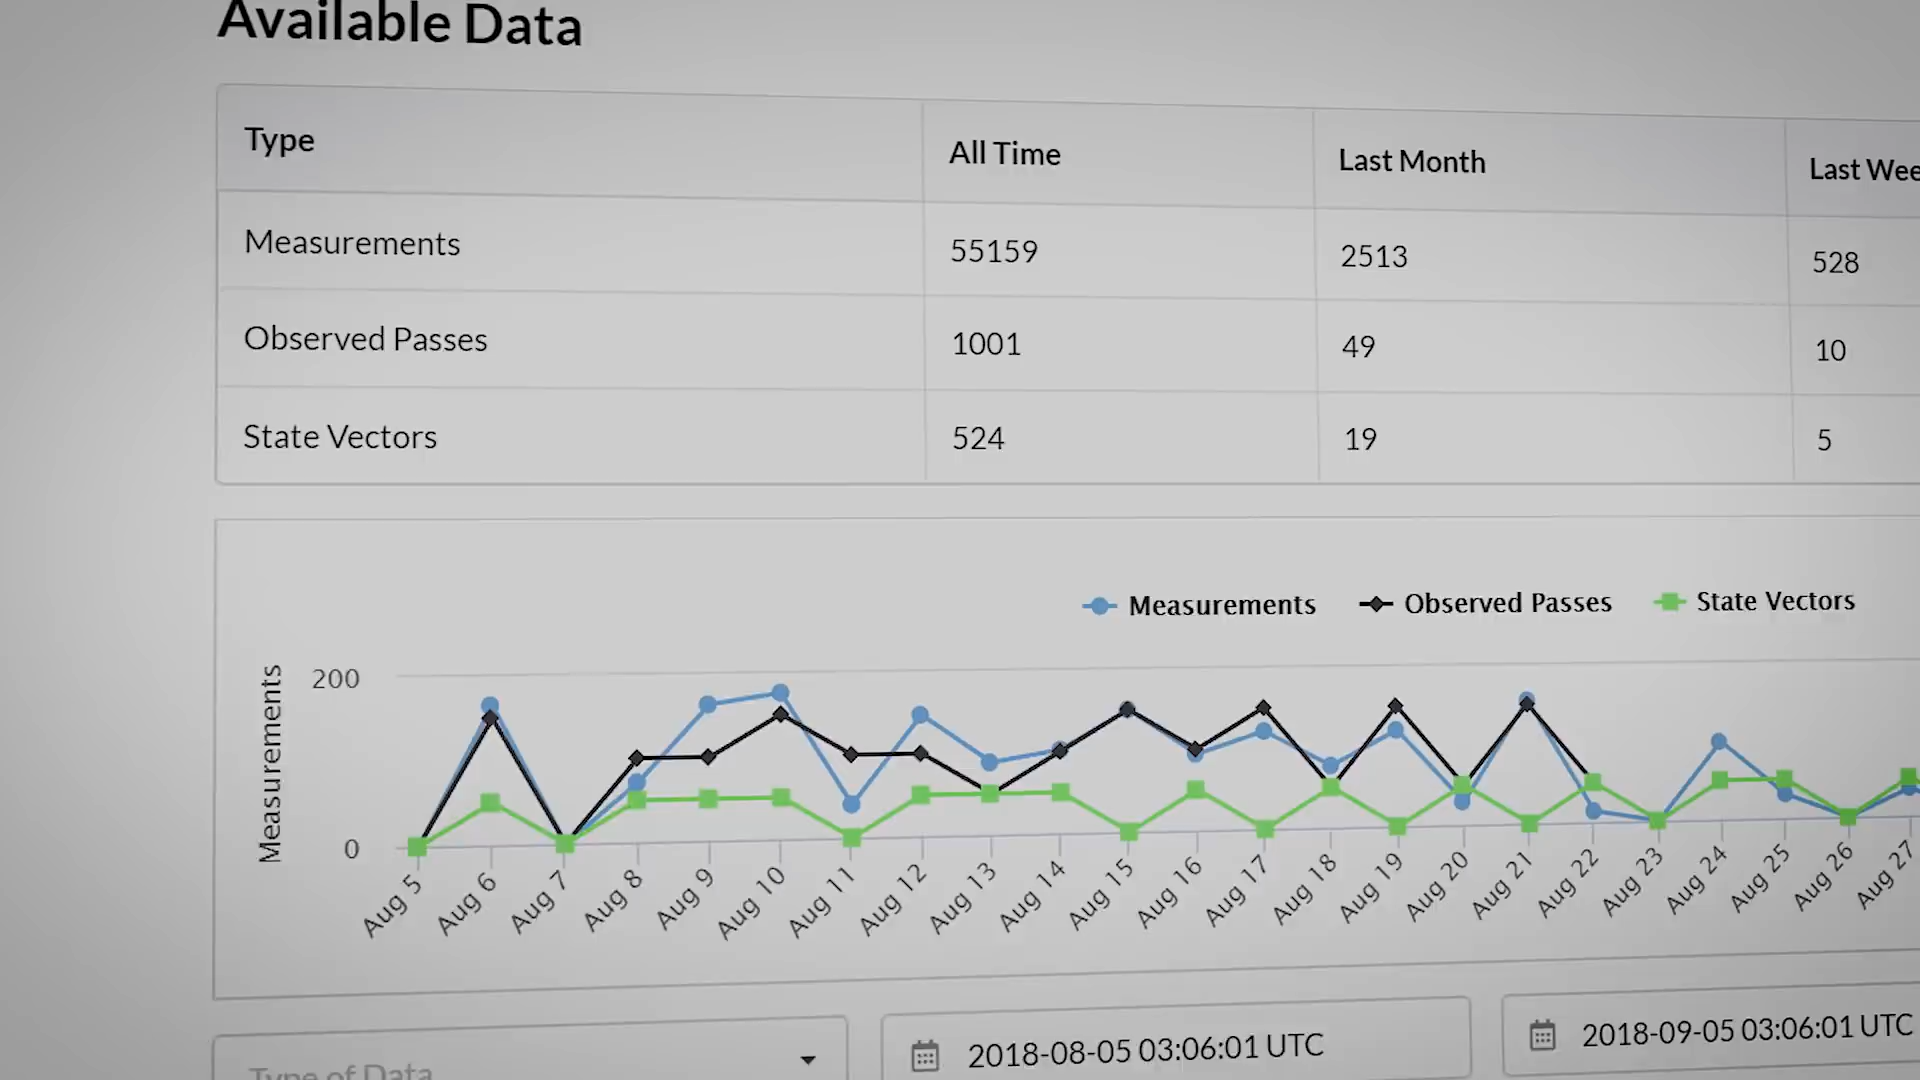 Available Data
Type All Time Last Month Last Wee
Measurements 55159 2513 528
Observed Passes 1001 49 10
State Vectors 524 19 5
Measurements Observed Passes State Vectors
Measurements
200
0
Aug 5 Aug 6 Aug 7 Aug 8 Aug 9 Aug 10 Aug 11 Aug 12 Aug 13 Aug 14 Aug 15 Aug 16 Aug 17 Aug 18 Aug 19 Aug 20 Aug 21 Aug 22 Aug 23 Aug 24 Aug 25 Aug 26 Aug 27
Type of Data 2018-08-05 03:06:01 UTC 2018-09-05 03:06:01 UTC